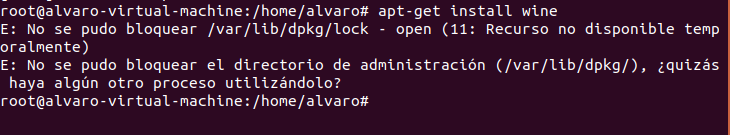 root@alvaro-virtual-machine:/home/alvaro# apt-get install wine
E: No se pudo bloquear /var/lib/dpkg/lock - open (11: Recurso no disponible temp
oralmente)
E: No se pudo bloquear el directorio de administración (/var/lib/dpkg/), ¿quizás
haya algún otro proceso utilizándolo?
root@alvaro-virtual-machine:/home/alvaro#